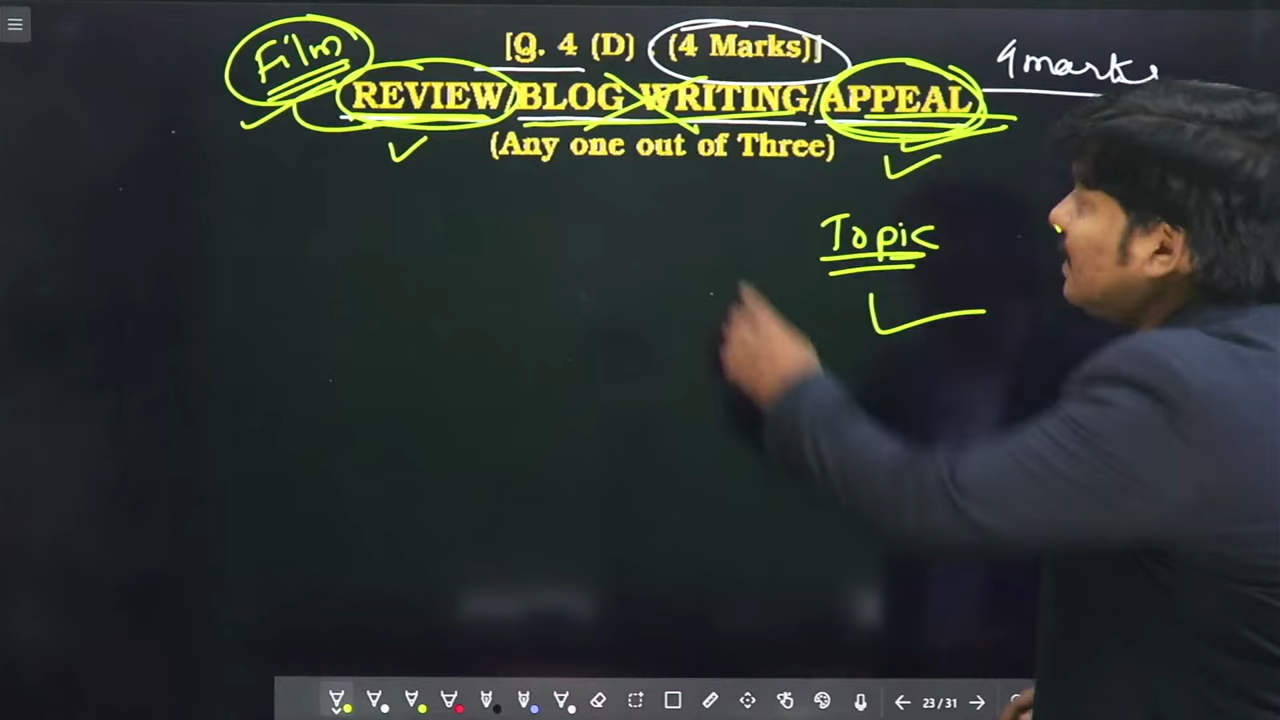 [Q. 4 (D) (4 Marks)]
4 marks
Film
REVIEW/BLOG WRITING/APPEAL
(Any one out of Three)
Topic
23/31